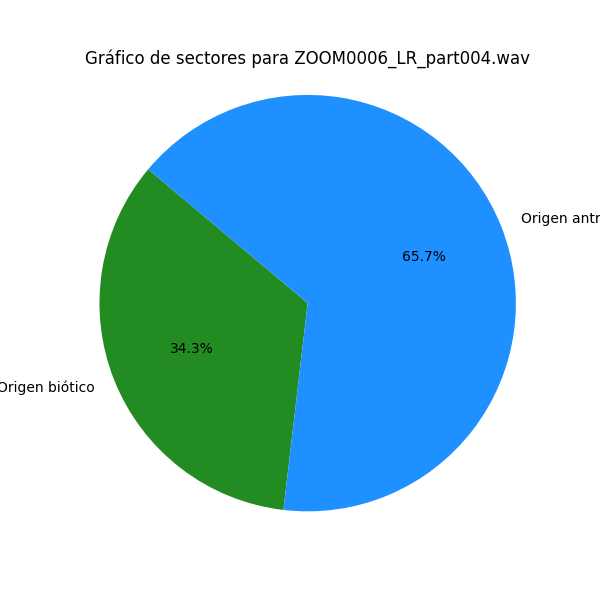 Gráfico de sectores para ZOOM0006_LR_part004.wav
Origen antr
65.7%
34.3%
Origen biótico